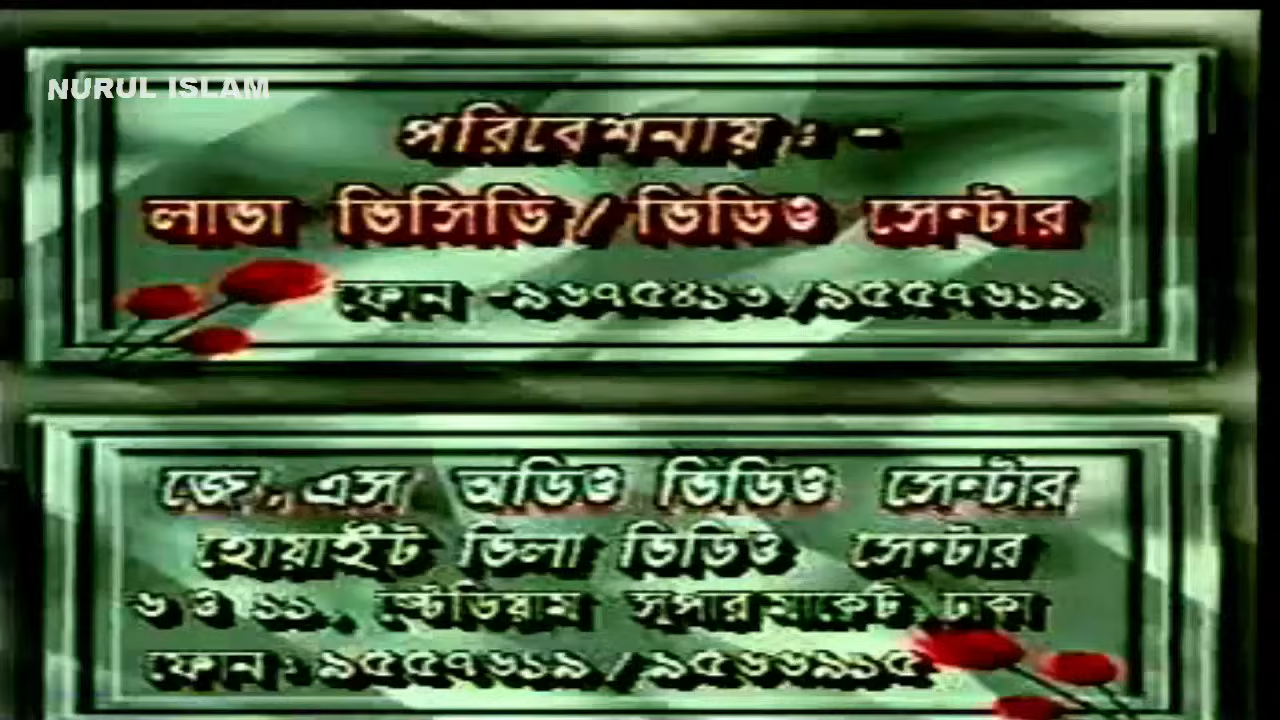 NURUL ISLAM
পরিবেশনায় ঃ -
লাভা ভিসিডি / ভিডিও সেন্টার
ফোন -৯৬৭৫৪১৩ /৯৫৫৭৬১৯
জে. এস অডিও ভিডিও সেন্টার
হোয়াইট ভিলা ভিডিও সেন্টার
৬ ও ১১, স্টেডিয়াম সুপার মার্কেট, ঢাকা
ফোন : ৯৫৫৭৬১৯ / ৯৫৬৬৯১৫